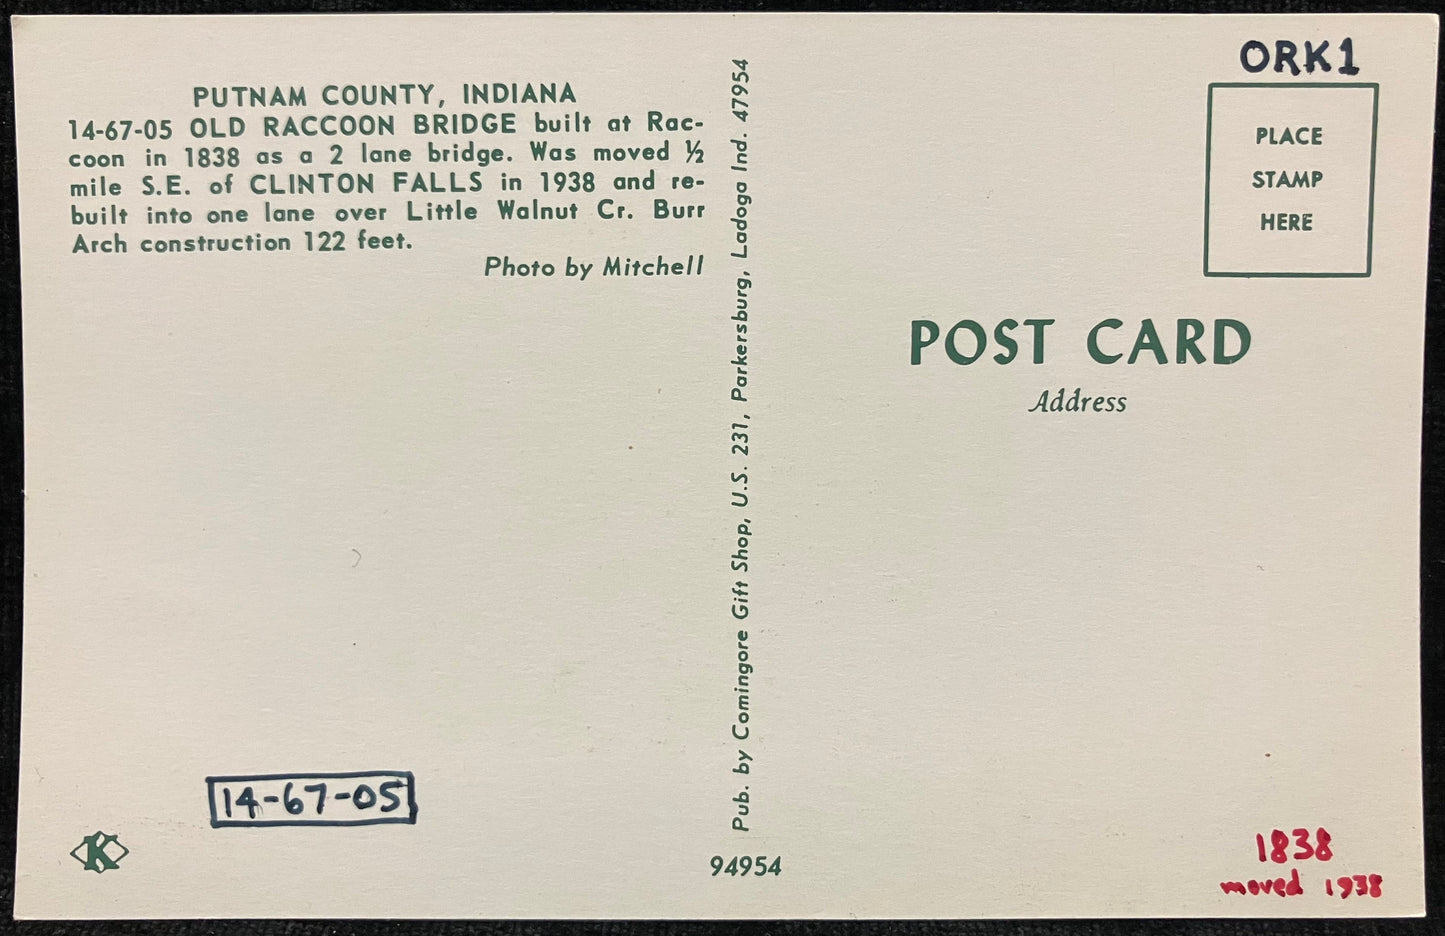 PUTNAM COUNTY, INDIANA
14-67-05 OLD RACCOON BRIDGE built at Rac-
coon in 1838 as a 2 lane bridge. Was moved ½
mile S.E. of CLINTON FALLS in 1938 and re-
built into one lane over Little Walnut Cr. Burr
Arch construction 122 feet.
Photo by Mitchell
14-67-05
K
Pub. by Comingore Gift Shop, U.S. 231, Parkersburg, Ladoga Ind. 47954
94954
ORK1
PLACE
STAMP
HERE
POST CARD
Address
1838
moved 1938